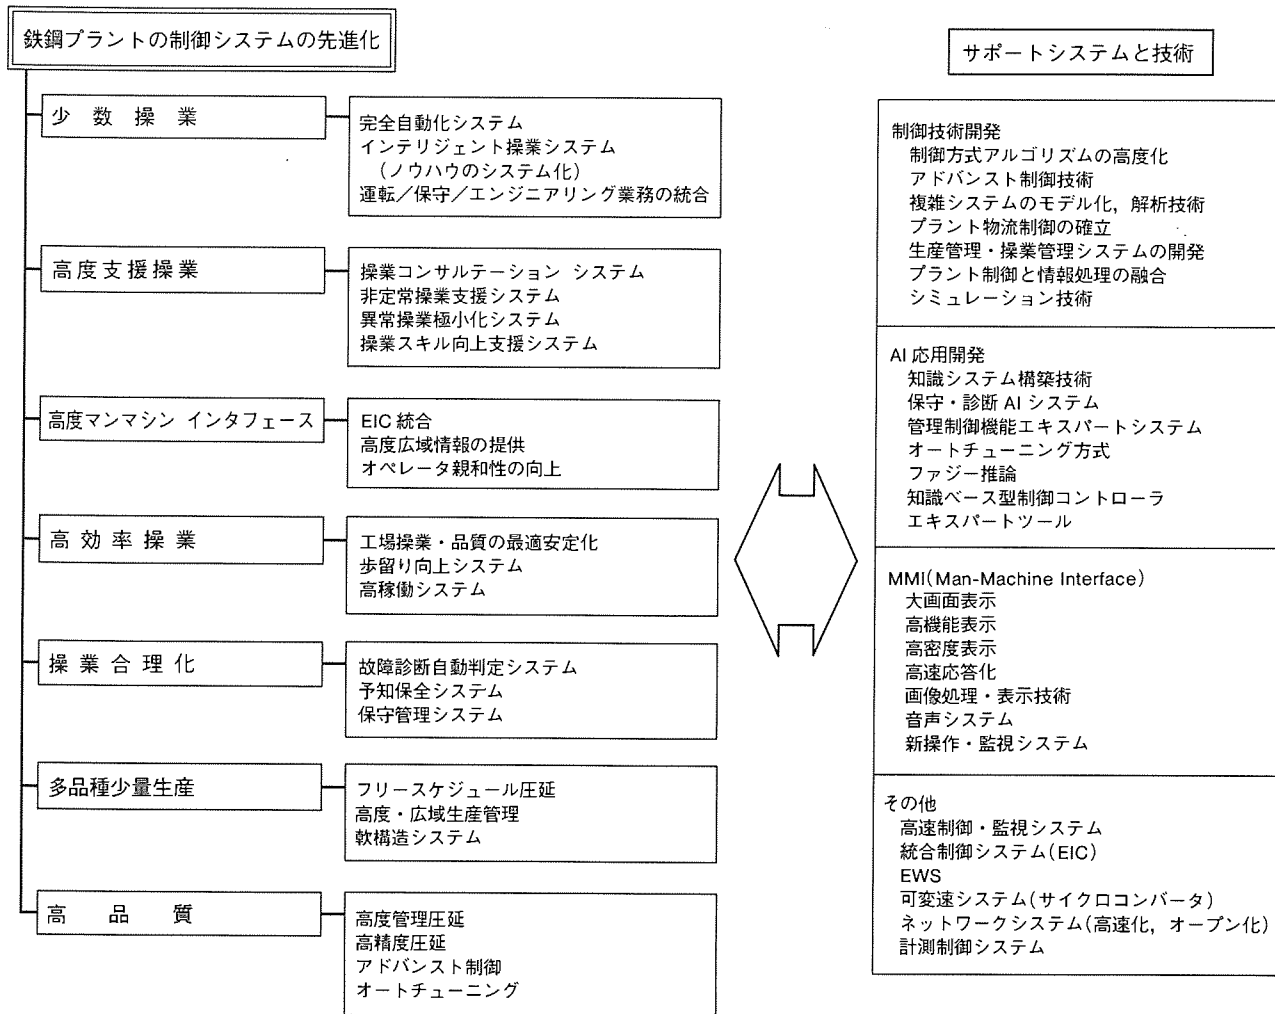 鉄鋼プラントの制御システムの先進化
少数操業
完全自動化システム
インテリジェント操業システム
(ノウハウのシステム化)
運転/保守/エンジニアリング業務の統合
高度支援操業
操業コンサルテーション システム
非定常操業支援システム
異常操業極小化システム
操業スキル向上支援システム
高度マンマシン インタフェース
EIC 統合
高度広域情報の提供
オペレータ親和性の向上
高効率操業
工場操業・品質の最適安定化
歩留り向上システム
高稼働システム
操業合理化
故障診断自動判定システム
予知保全システム
保守管理システム
多品種少量生産
フリースケジュール圧延
高度・広域生産管理
軟構造システム
高品質
高度管理圧延
高精度圧延
アドバンスト制御
オートチューニング
サポートシステムと技術
制御技術開発
制御方式アルゴリズムの高度化
アドバンスト制御技術
複雑システムのモデル化,解析技術
プラント物流制御の確立
生産管理・操業管理システムの開発
プラント制御と情報処理の融合
シミュレーション技術
AI 応用開発
知識システム構築技術
保守・診断 AI システム
管理制御機能エキスパートシステム
オートチューニング方式
ファジー推論
知識ベース型制御コントローラ
エキスパートツール
MMI(Man-Machine Interface)
大画面表示
高機能表示
高密度表示
高速応答化
画像処理・表示技術
音声システム
新操作・監視システム
その他
高速制御・監視システム
統合制御システム(EIC)
EWS
可変速システム(サイクロコンバータ)
ネットワークシステム(高速化,オープン化)
計測制御システム